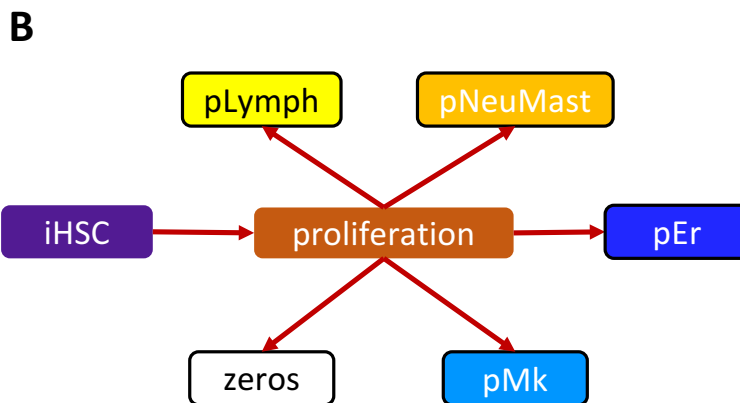 B
pLymph
pNeuMast
iHSC
proliferation
pEr
zeros
pMk